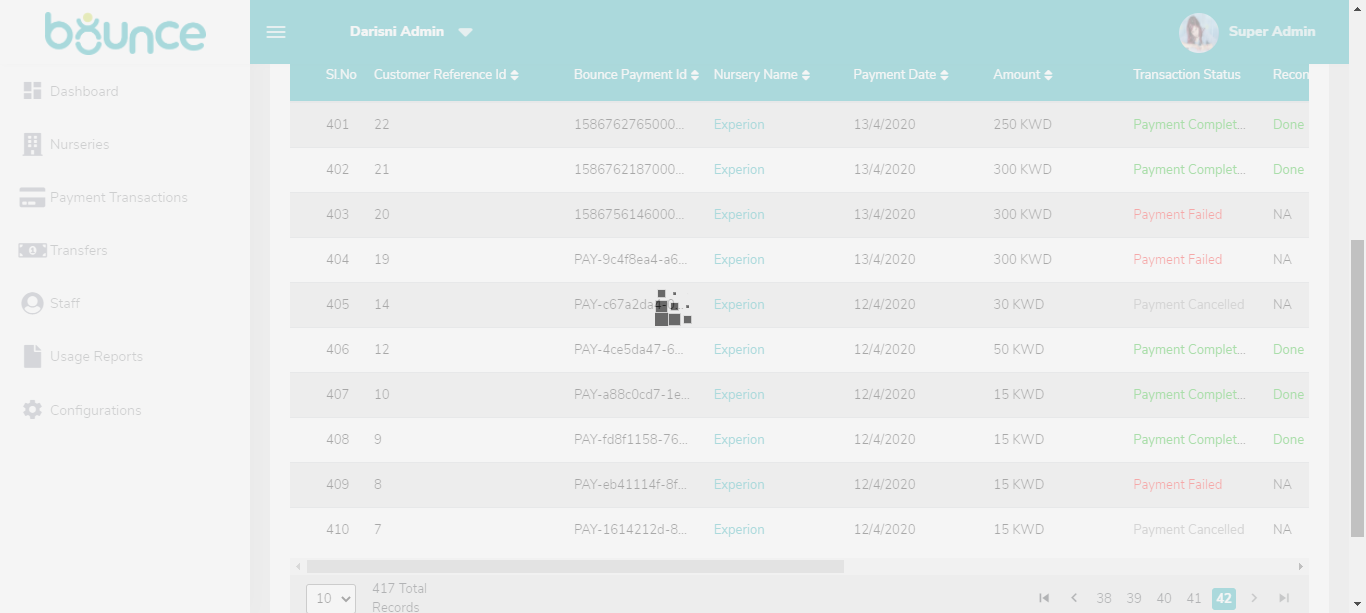 bounce
Darisni Admin
Super Admin
Dashboard
Nurseries
Payment Transactions
Transfers
Staff
Usage Reports
Configurations
Sl.No Customer Reference Id Bounce Payment Id Nursery Name Payment Date Amount Transaction Status Recon
401 22 1586762765000... Experion 13/4/2020 250 KWD Payment Complet... Done
402 21 1586762187000... Experion 13/4/2020 300 KWD Payment Complet... Done
403 20 1586756146000... Experion 13/4/2020 300 KWD Payment Failed NA
404 19 PAY-9c4f8ea4-a6... Experion 13/4/2020 300 KWD Payment Failed NA
405 14 Experion 12/4/2020 30 KWD Payment Cancelled NA
406 12 PAY-4ce5da47-6... Experion 12/4/2020 50 KWD Payment Complet... Done
407 10 PAY-a88c0cd7-1e... Experion 12/4/2020 15 KWD Payment Complet... Done
408 9 PAY-fd8f1158-76... Experion 12/4/2020 15 KWD Payment Complet... Done
409 8 PAY-eb41114f-8f... Experion 12/4/2020 15 KWD Payment Failed NA
410 7 PAY-1614212d-8... Experion 12/4/2020 15 KWD Payment Cancelled NA
10
417 Total
Records
38 39 40 41 42